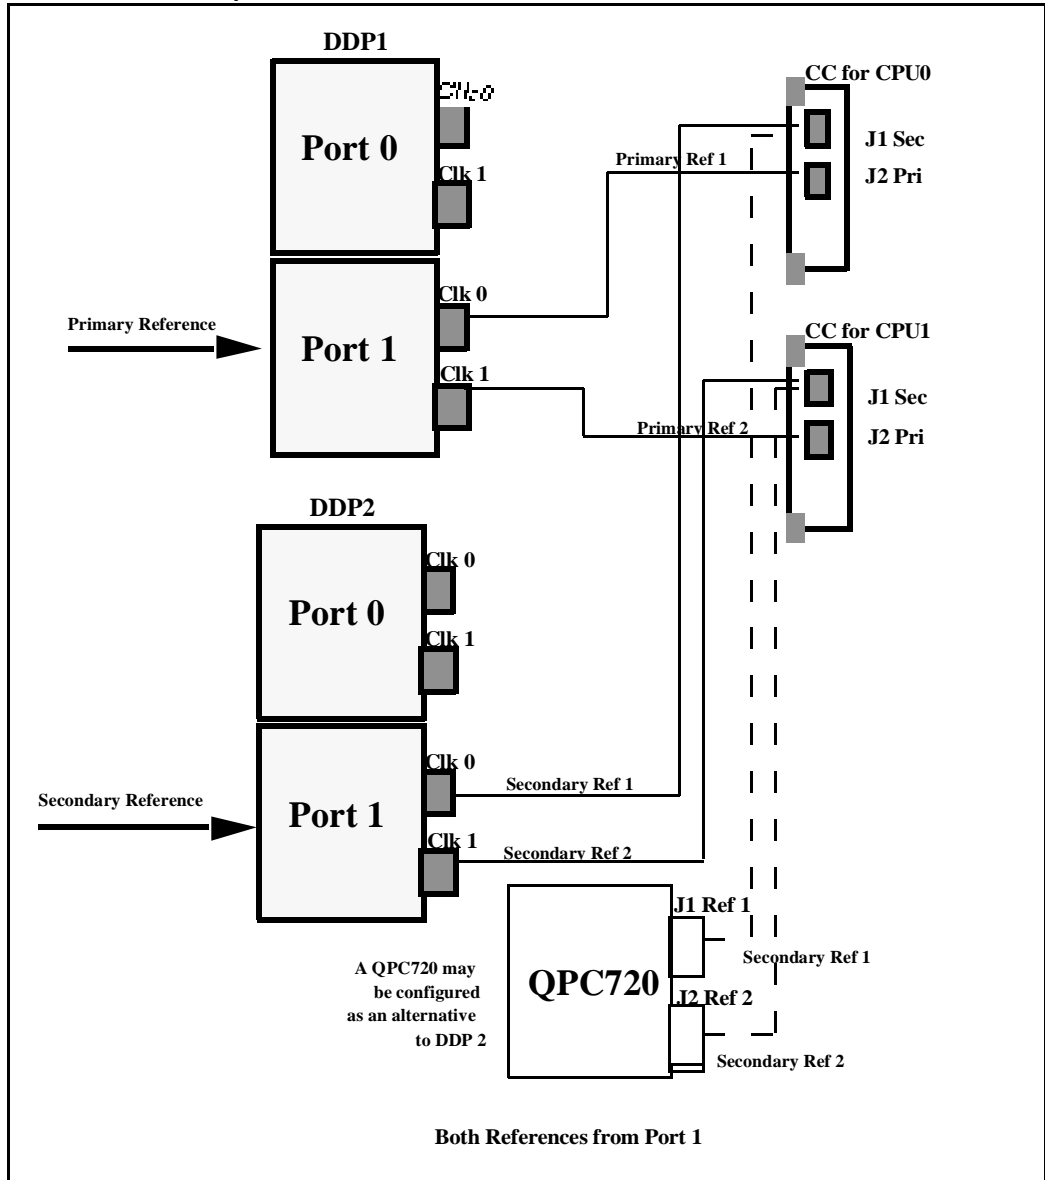 DDP1
CC for CPU0
Port 0
J1 Sec
Primary Ref 1
Clk 1
J2 Pri
Clk 0
Primary Reference
CC for CPU1
Port 1
Clk 1
J1 Sec
Primary Ref 2
J2 Pri
DDP2
Clk 0
Port 0
Clk 1
Clk 0
Secondary Ref 1
Secondary Reference
Port 1
Clk 1
Secondary Ref 2
J1 Ref 1
Secondary Ref 1
A QPC720 may
be configured
as an alternative
to DDP 2
QPC720
J2 Ref 2
Secondary Ref 2
Both References from Port 1